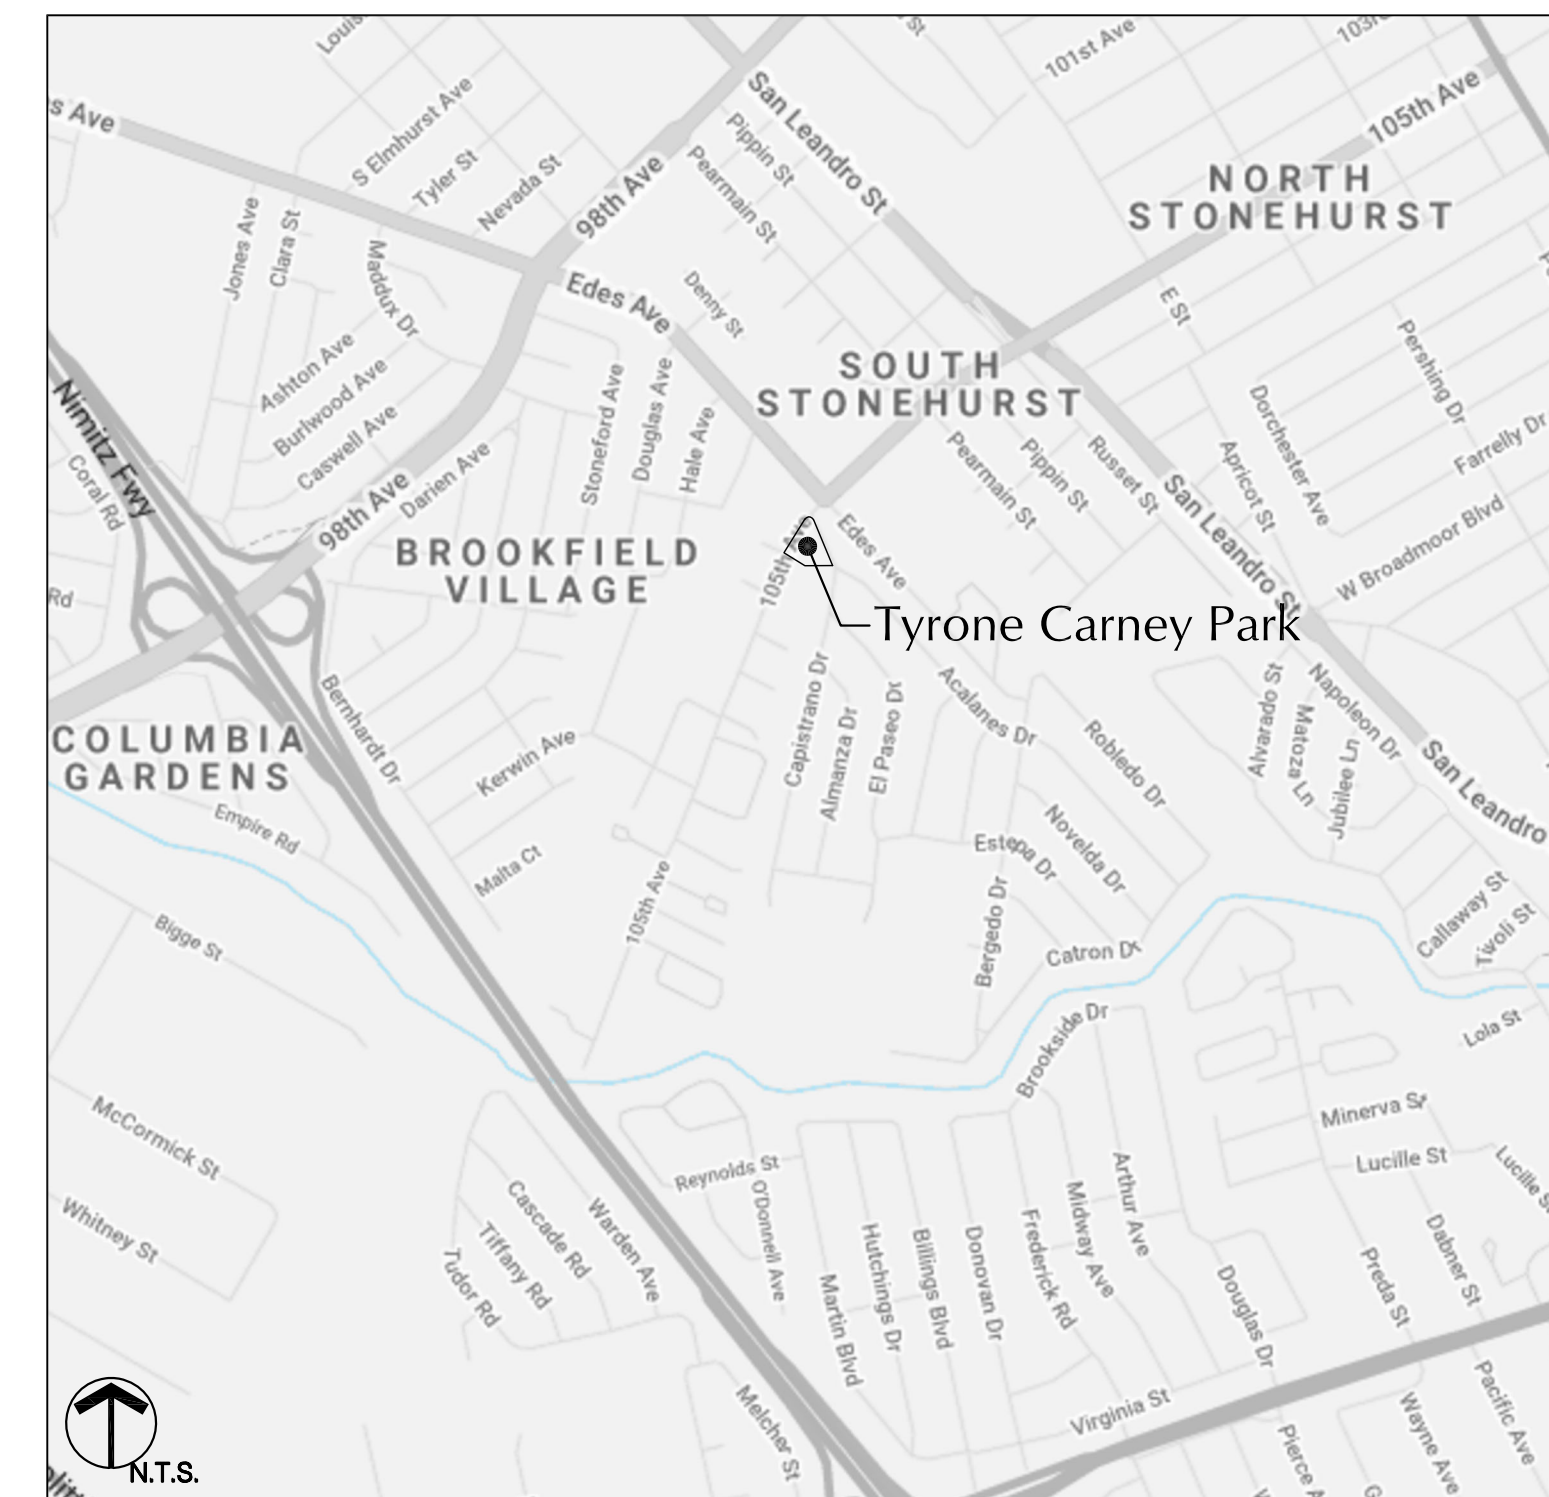 Louis
101st Ave
103r
s Ave
S Elmhurst Ave
Tyler St
Nevada St
98th Ave
San Leandro St
Pippin St
Pearmain St
105th Ave
NORTH
STONEHURST
Jones Ave
Clara St
Maddux Dr
Edes Ave
Denny St
E St
Pershing Dr
Ashton Ave
Burlwood Ave
Caswell Ave
98th Ave
Darien Ave
Stoneford Ave
Douglas Ave
Hale Ave
SOUTH
STONEHURST
Nimitz Fwy
Coral Rd
Pearmain St
Pippin St
Russet St
San Leandro St
Apricot St
Dorchester Ave
Farrelly Dr
W Broadmoor Blvd
BROOKFIELD
VILLAGE
105th Ave
Edes Ave
Tyrone Carney Park
Rd
COLUMBIA
GARDENS
Bernhardt Dr
Kerwin Ave
Capistrano Dr
Almanza Dr
El Paseo Dr
Acalanes Dr
Robledo Dr
Alvarado St
Matoza Ln
Jubilee Ln
Napoleon Dr
San Leandro
Empire Rd
Malta Ct
Estepa Dr
Novelda Dr
Bigge St
105th Ave
Bergedo Dr
Catron Dr
Callaway St
Tivoli St
Brookside Dr
Lola St
McCormick St
Whitney St
Minerva St
Lucille St
Lucille S
Reynolds St
O'Donnell Ave
Cascade Rd
Tiffany Rd
Tudor Rd
Warden Ave
Martin Blvd
Hutchings Dr
Billings Blvd
Donovan Dr
Frederick Rd
Midway Ave
Arthur Ave
Douglas Dr
Preda St
Dabner St
Melcher St
Virginia St
Pierce A
Wayne Ave
Pacific Ave
N.T.S.